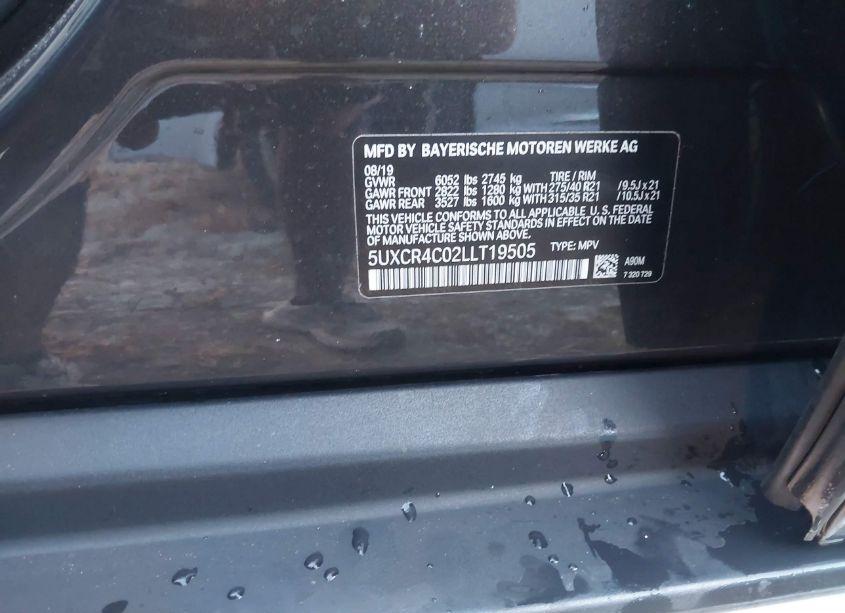 MFD BY BAYERISCHE MOTOREN WERKE AG
08/19
GVWR 6052 lbs 2745 kg TIRE / RIM
GAWR FRONT 2822 lbs 1280 kg WITH 275/40 R21 /9.5J x 21
GAWR REAR 3527 lbs 1600 kg WITH 315/35 R21 /10.5J x 21
THIS VEHICLE CONFORMS TO ALL APPLICABLE U.S. FEDERAL
MOTOR VEHICLE SAFETY STANDARDS IN EFFECT ON THE DATE
OF MANUFACTURE SHOWN ABOVE.
5UXCR4C02LLT19505 TYPE: MPV
A90M
7 320 729